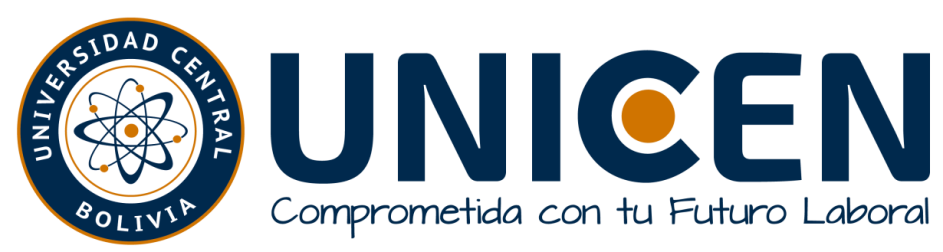 UNIVERSIDAD CENTRAL
BOLIVIA
UNICEN
Comprometida con tu Futuro Laboral